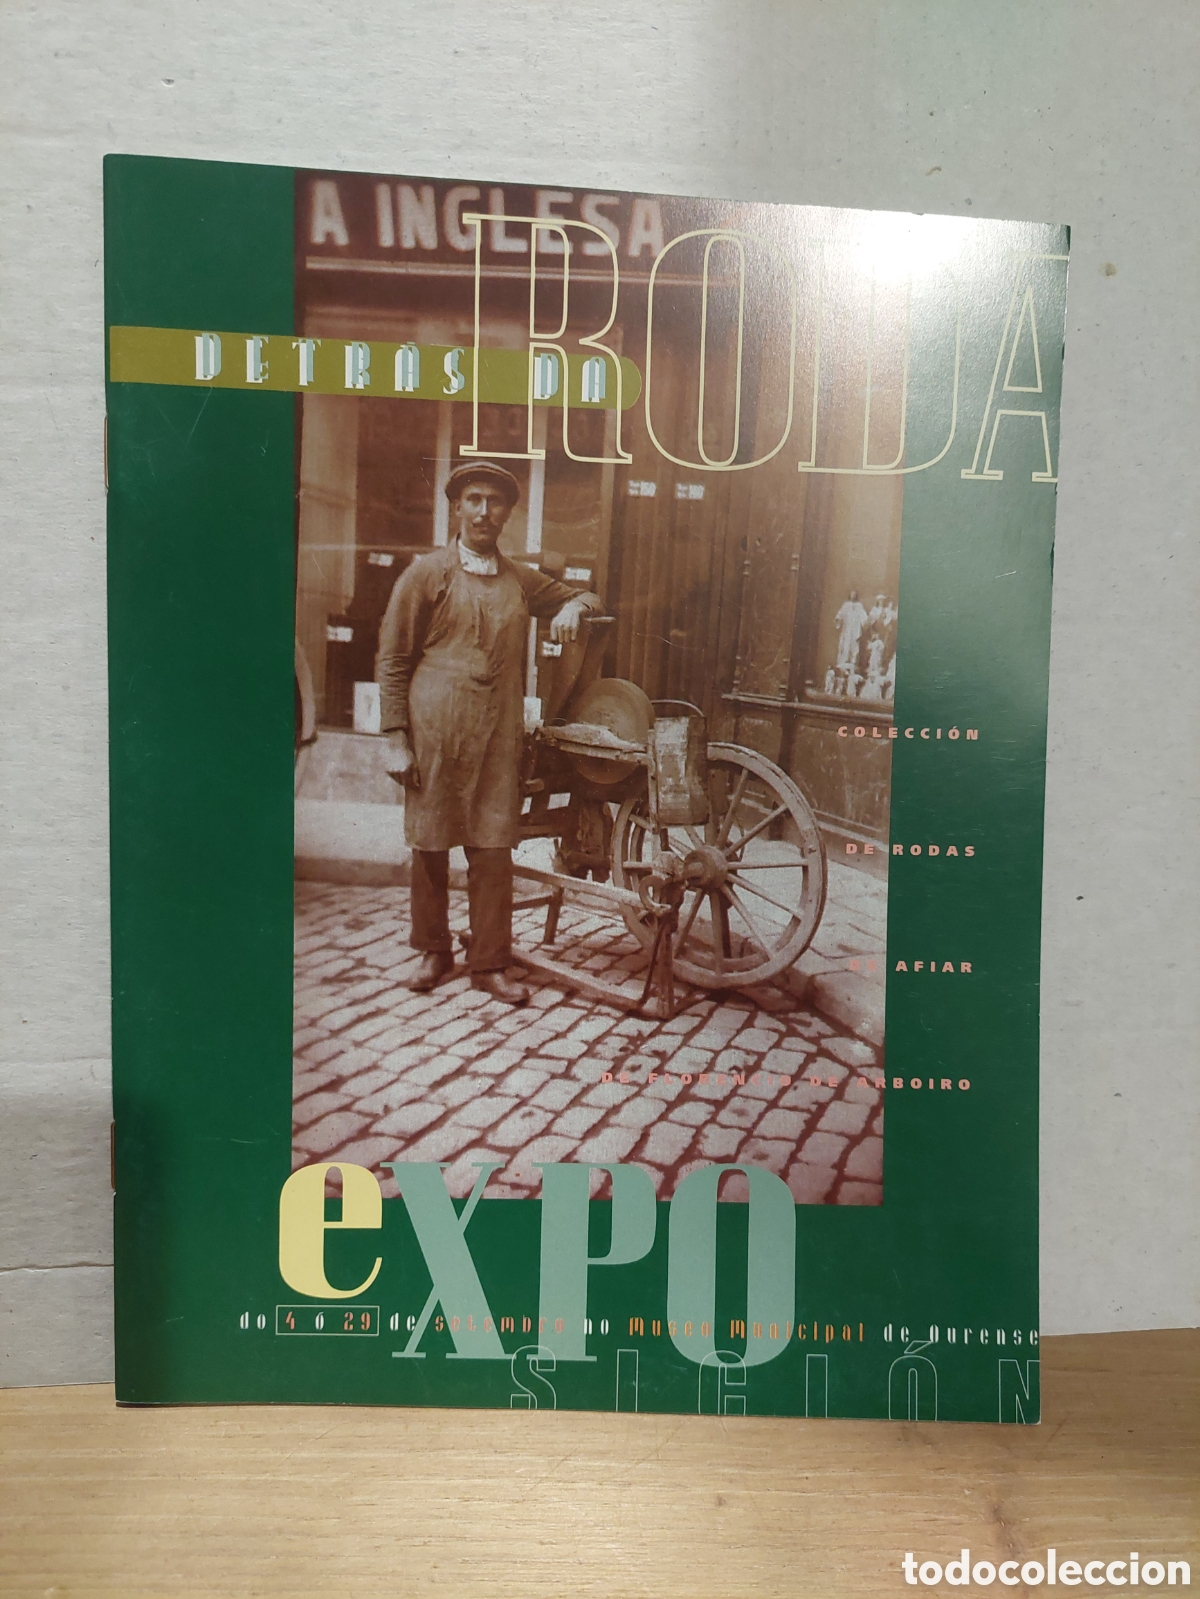 A INGLESA
RODA
DETRÁS DA
COLECCIÓN
DE RODAS
DE AFIAR
DE FLORENCIO DE ARBOIRO
eXPO
do 4 ó 29 de setembro no Museo Municipal de Ourense
SICIÓN
todocoleccion